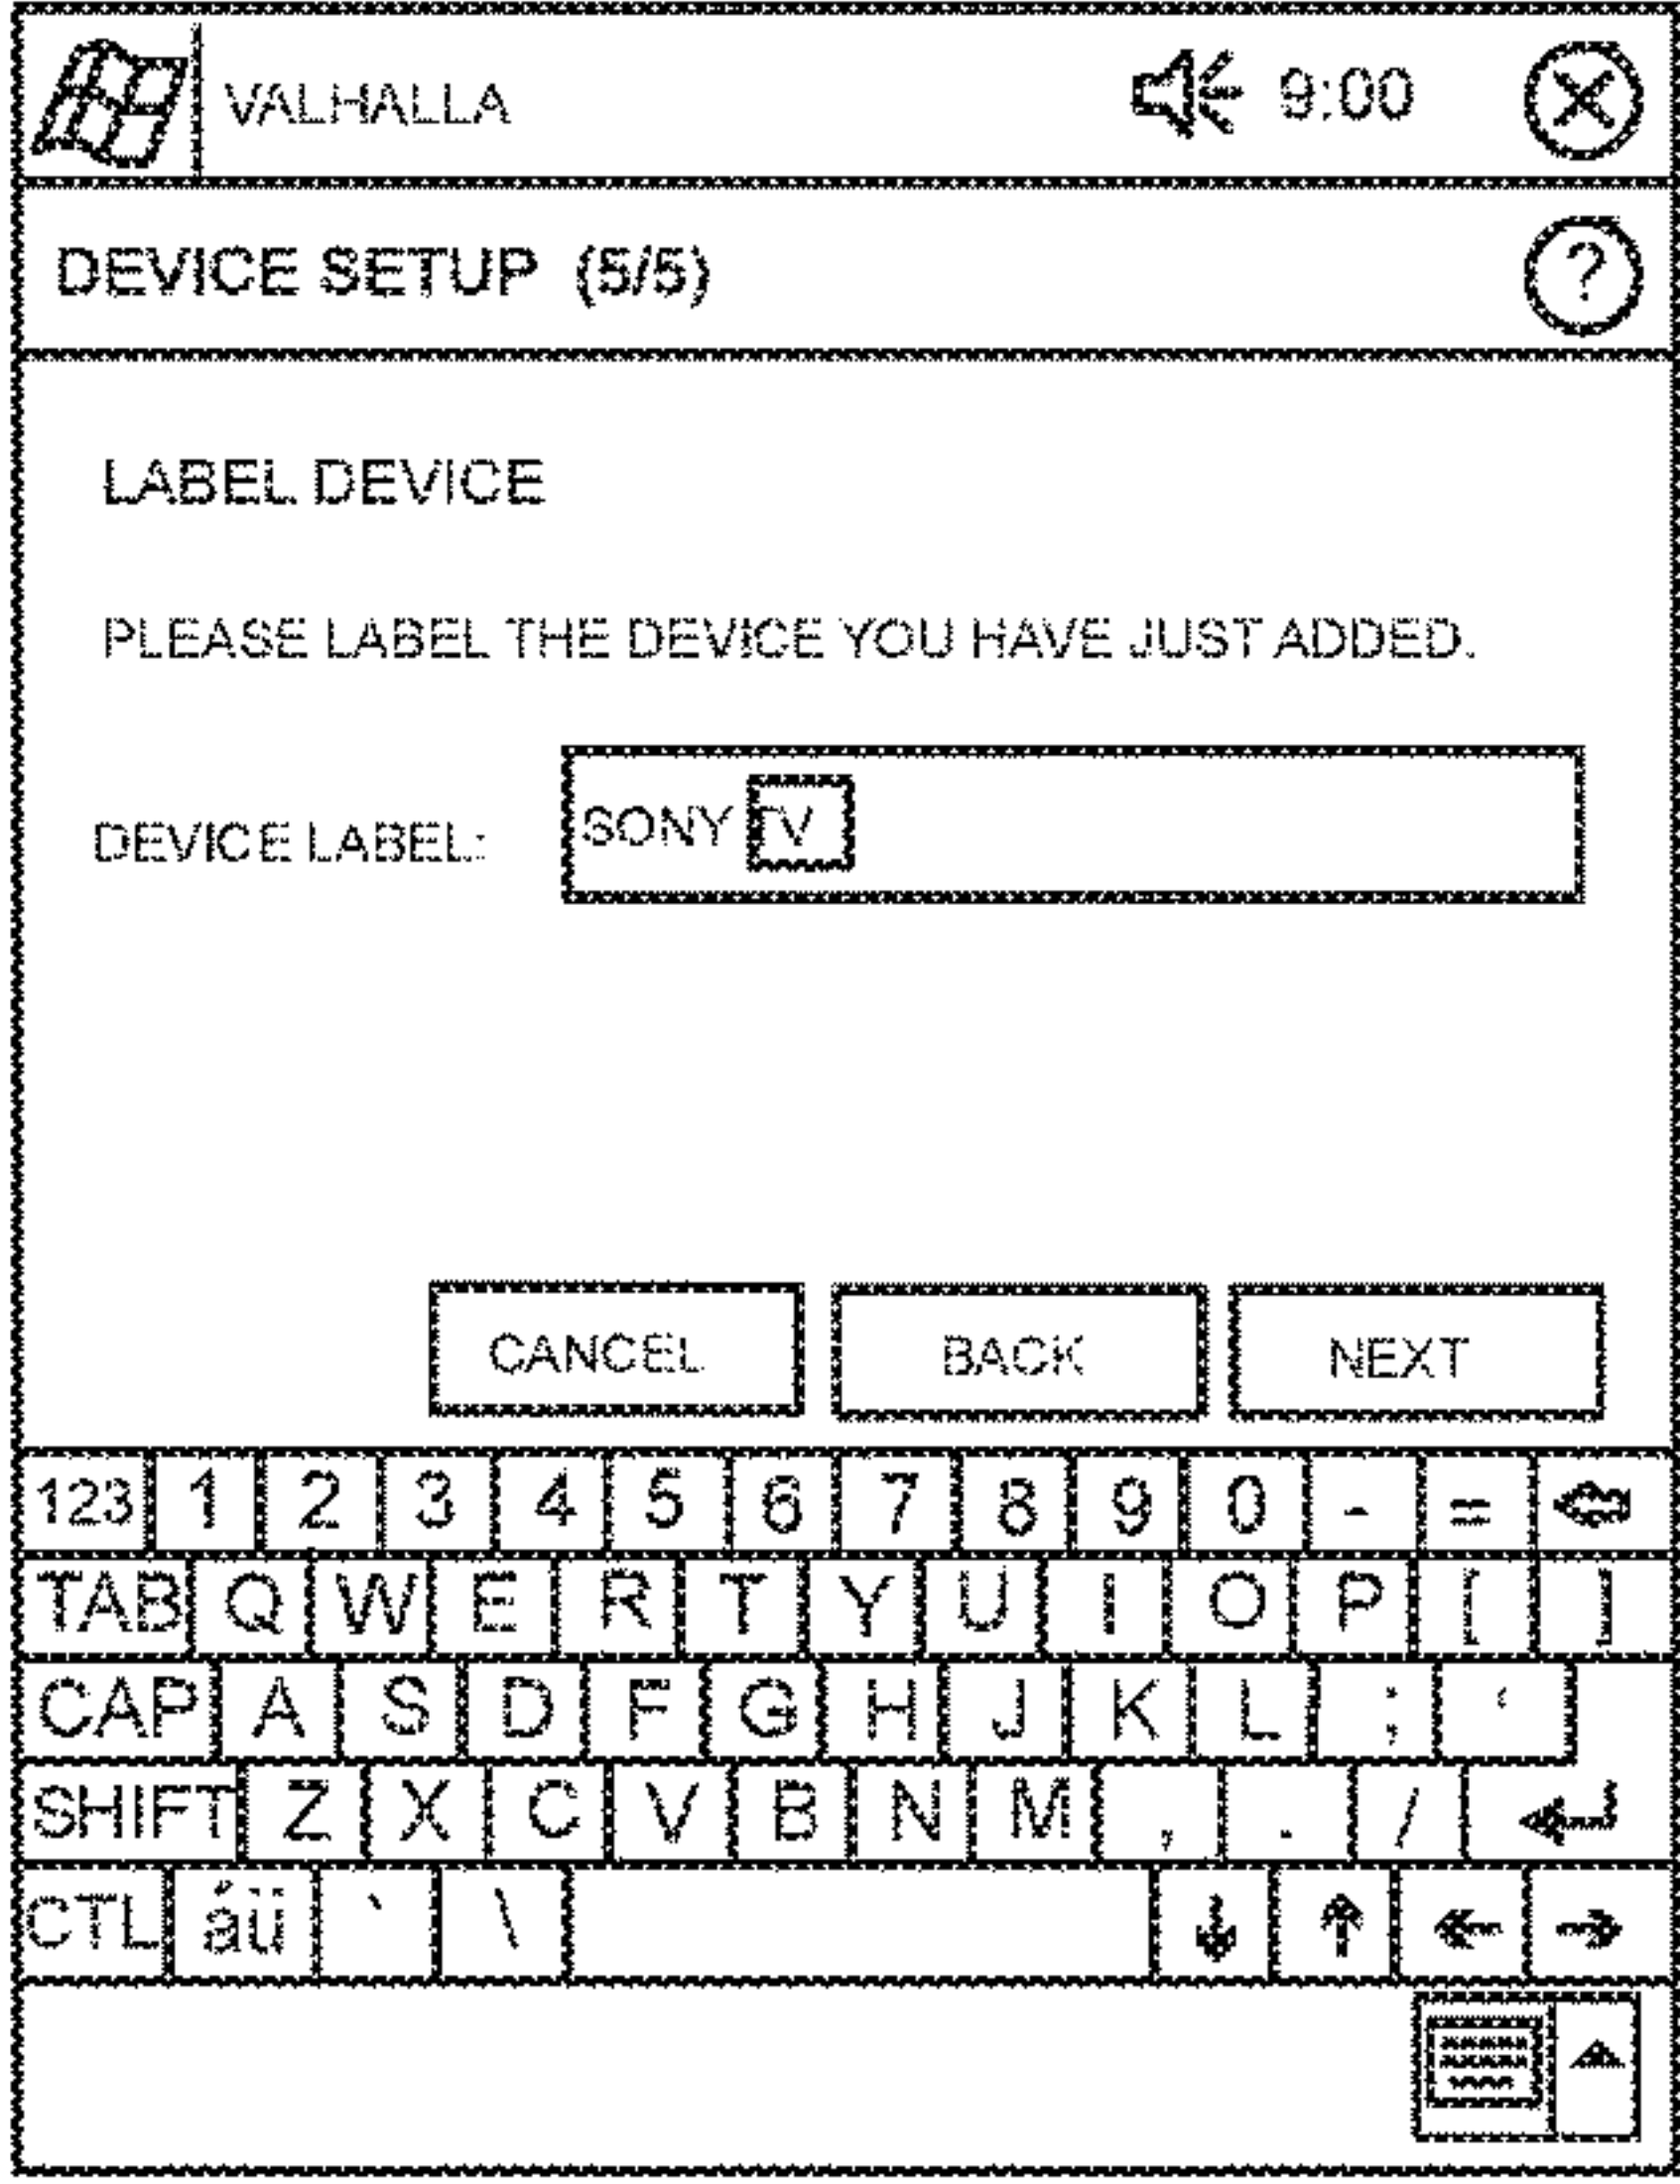 VALHALLA 9:00
DEVICE SETUP (5/5) ?
LABEL DEVICE
PLEASE LABEL THE DEVICE YOU HAVE JUST ADDED.
DEVICE LABEL: SONY TV
CANCEL BACK NEXT
123 1 2 3 4 5 6 7 8 9 0 - =
TAB Q W E R T Y U I O P [ ]
CAP A S D F G H J K L ; ‘
SHIFT Z X C V B N M , . /
CTL áü ` \